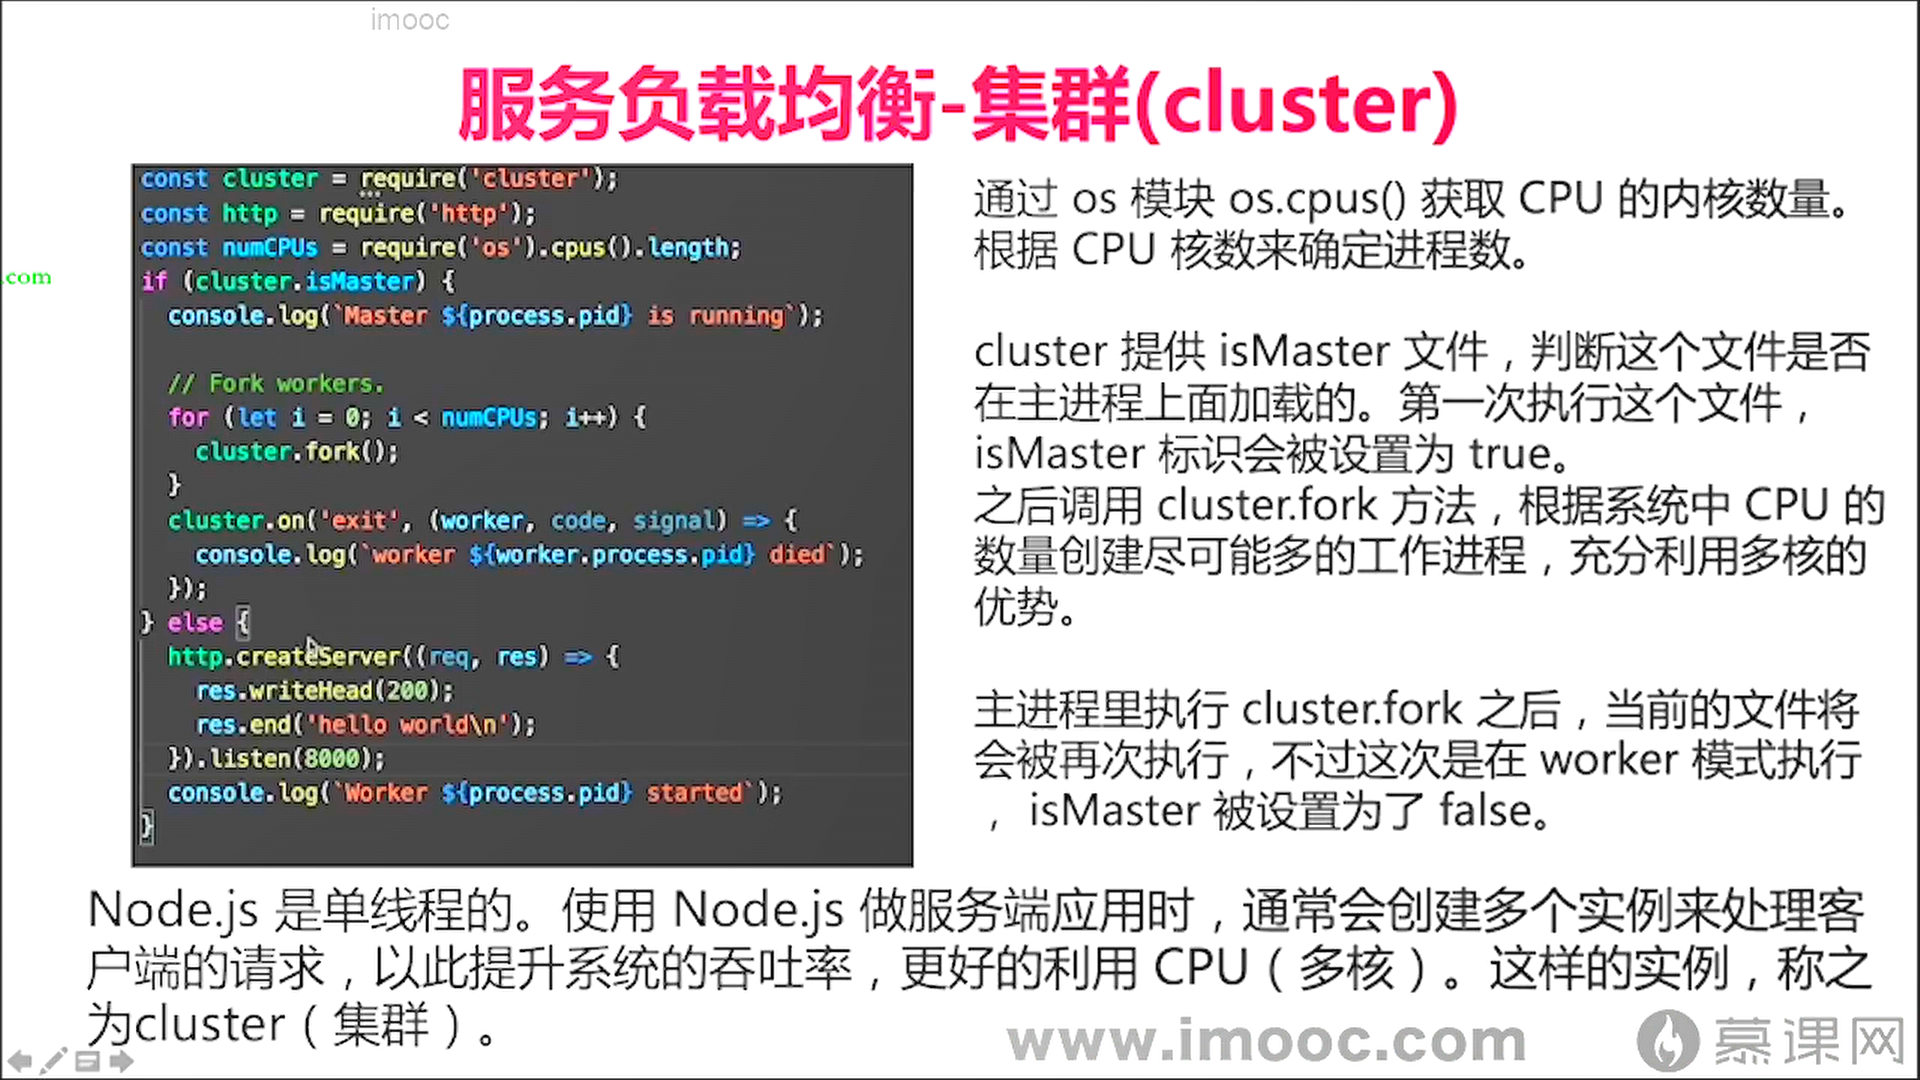 imooc
服务负载均衡-集群(cluster)
.com
const cluster = require('cluster');
const http = require('http');
const numCPUs = require('os').cpus().length;
if (cluster.isMaster) {
console.log(`Master ${process.pid} is running`);
// Fork workers.
for (let i = 0; i < numCPUs; i++) {
cluster.fork();
}
cluster.on('exit', (worker, code, signal) => {
console.log(`worker ${worker.process.pid} died`);
});
} else {
http.createServer((req, res) => {
res.writeHead(200);
res.end('hello world\n');
}).listen(8000);
console.log(`Worker ${process.pid} started`);
}
通过 os 模块 os.cpus() 获取 CPU 的内核数量。
根据 CPU 核数来确定进程数。
cluster 提供 isMaster 文件，判断这个文件是否
在主进程上面加载的。第一次执行这个文件，
isMaster 标识会被设置为 true。
之后调用 cluster.fork 方法，根据系统中 CPU 的
数量创建尽可能多的工作进程，充分利用多核的
优势。
主进程里执行 cluster.fork 之后，当前的文件将
会被再次执行，不过这次是在 worker 模式执行
， isMaster 被设置为了 false。
Node.js 是单线程的。使用 Node.js 做服务端应用时，通常会创建多个实例来处理客
户端的请求，以此提升系统的吞吐率，更好的利用 CPU（多核）。这样的实例，称之
为cluster（集群）。
www.imooc.com
慕课网